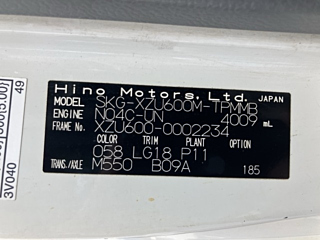 Hino Motors, Ltd. JAPAN
MODEL SKG-XZU600M-TPMMB
ENGINE N04C-UN 4009 mL
FRAME No. XZU600-0002234
COLOR TRIM PLANT
058 LG18 P11
TRANS./AXLE M550 B09A 185
49
3V040